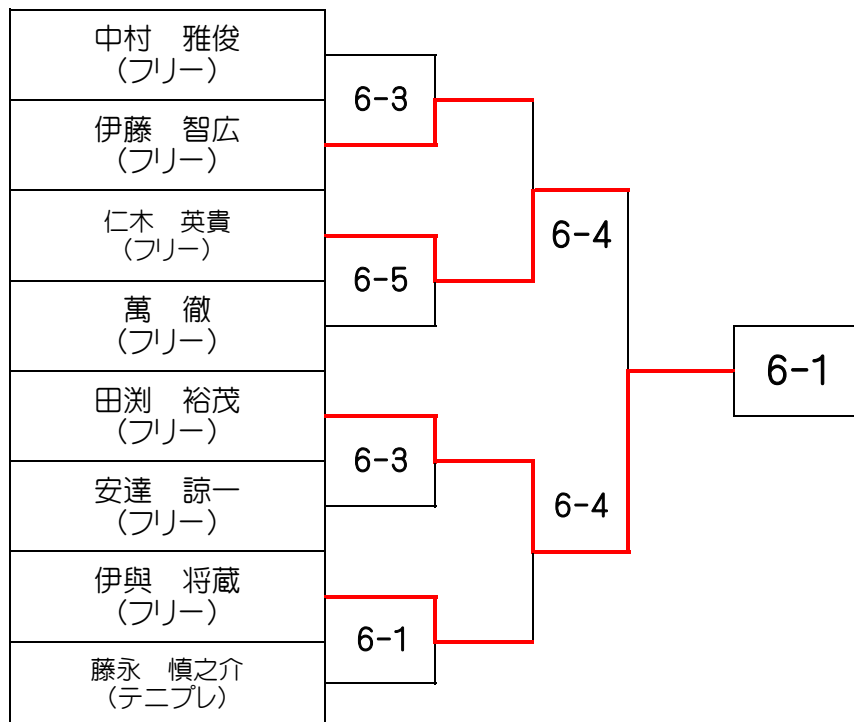 中村　雅俊
（フリー）
伊藤　智広
（フリー）
仁木　英貴
（フリー）
萬　徹
（フリー）
田渕　裕茂
（フリー）
安達　諒一
（フリー）
伊與　将蔵
（フリー）
藤永　慎之介
（テニプレ）
6-3
6-5
6-3
6-1
6-4
6-4
6-1